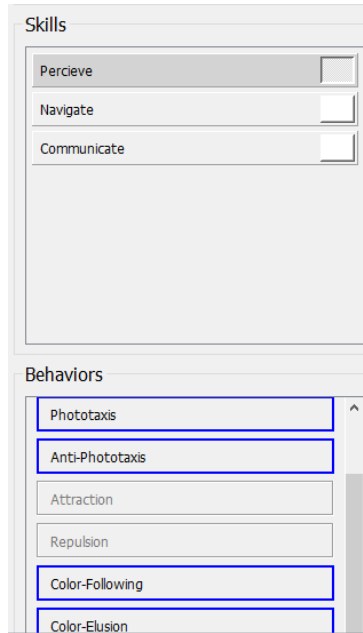 Skills
Percieve
Navigate
Communicate
Behaviors
Phototaxis
Anti-Phototaxis
Attraction
Repulsion
Color-Following
Color-Elusion